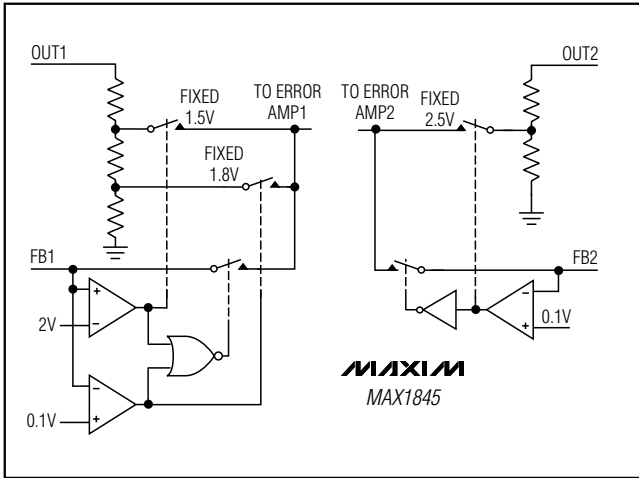 OUT1
OUT2
FIXED
1.5V
TO ERROR
AMP1
TO ERROR
AMP2
FIXED
2.5V
FIXED
1.8V
FB1
FB2
+
−
2V
−
+
0.1V
−
+
0.1V
MAXIM
MAX1845